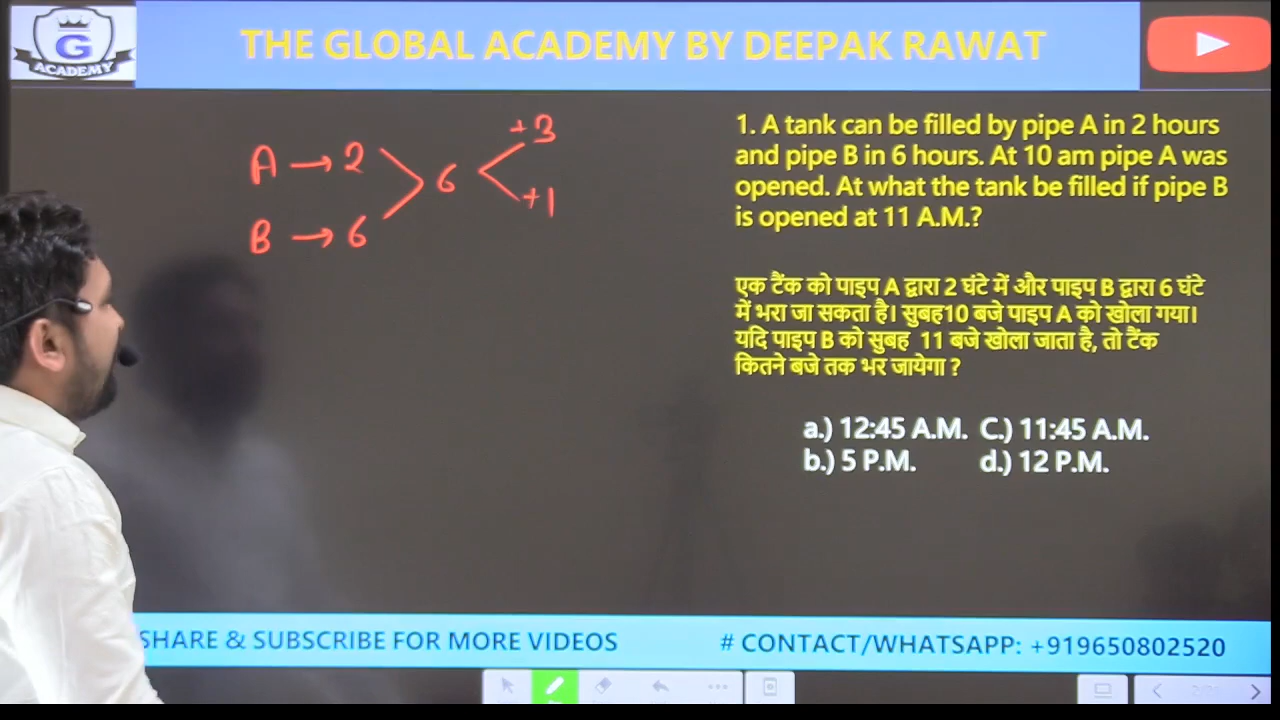 G
ACADEMY
THE GLOBAL ACADEMY BY DEEPAK RAWAT
A → 2
B → 6
6
+3
+1
1. A tank can be filled by pipe A in 2 hours
and pipe B in 6 hours. At 10 am pipe A was
opened. At what the tank be filled if pipe B
is opened at 11 A.M.?
एक टैंक को पाइप A द्वारा 2 घंटे में और पाइप B द्वारा 6 घंटे
में भरा जा सकता है। सुबह10 बजे पाइप A को खोला गया।
यदि पाइप B को सुबह 11 बजे खोला जाता है, तो टैंक
कितने बजे तक भर जायेगा ?
a.) 12:45 A.M. C.) 11:45 A.M.
b.) 5 P.M. d.) 12 P.M.
SHARE & SUBSCRIBE FOR MORE VIDEOS # CONTACT/WHATSAPP: +919650802520